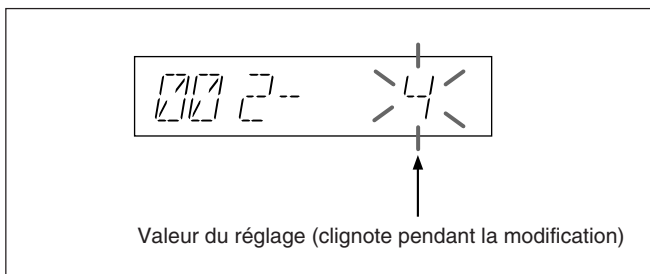 002- 4
Valeur du réglage (clignote pendant la modification)